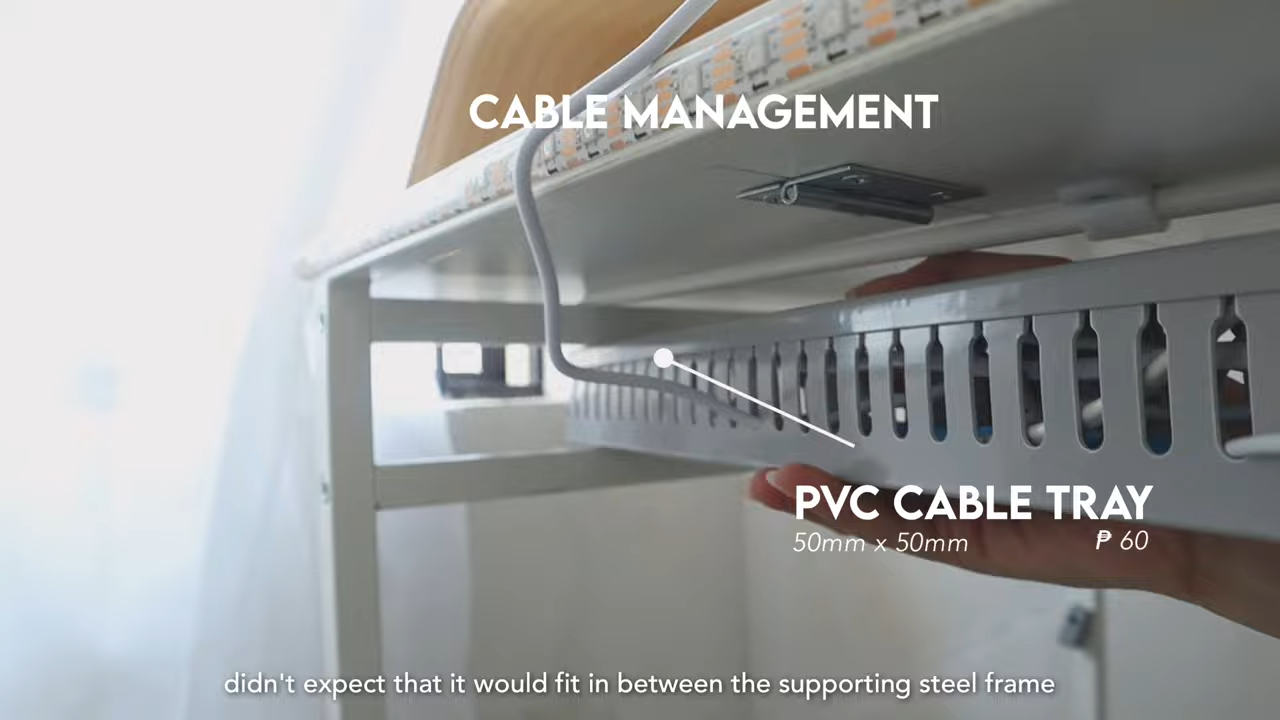 CABLE MANAGEMENT
PVC CABLE TRAY
50mm x 50mm ₱ 60
didn't expect that it would fit in between the supporting steel frame